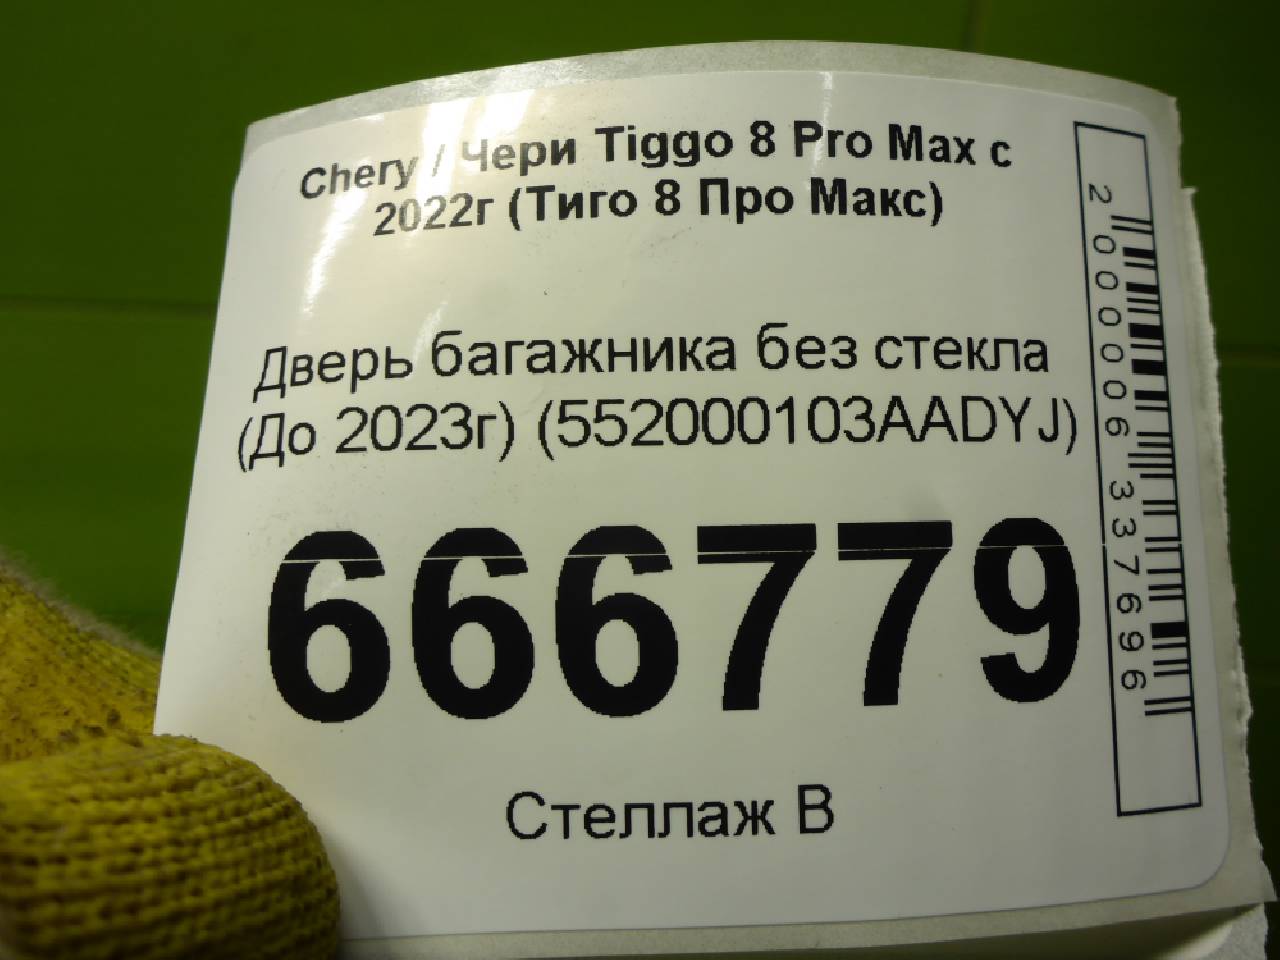 Chery / Чери Tiggo 8 Pro Max с
2022г (Тиго 8 Про Макс)
Дверь багажника без стекла
(До 2023г) (552000103AADYJ)
666779
Стеллаж В
2000006337696